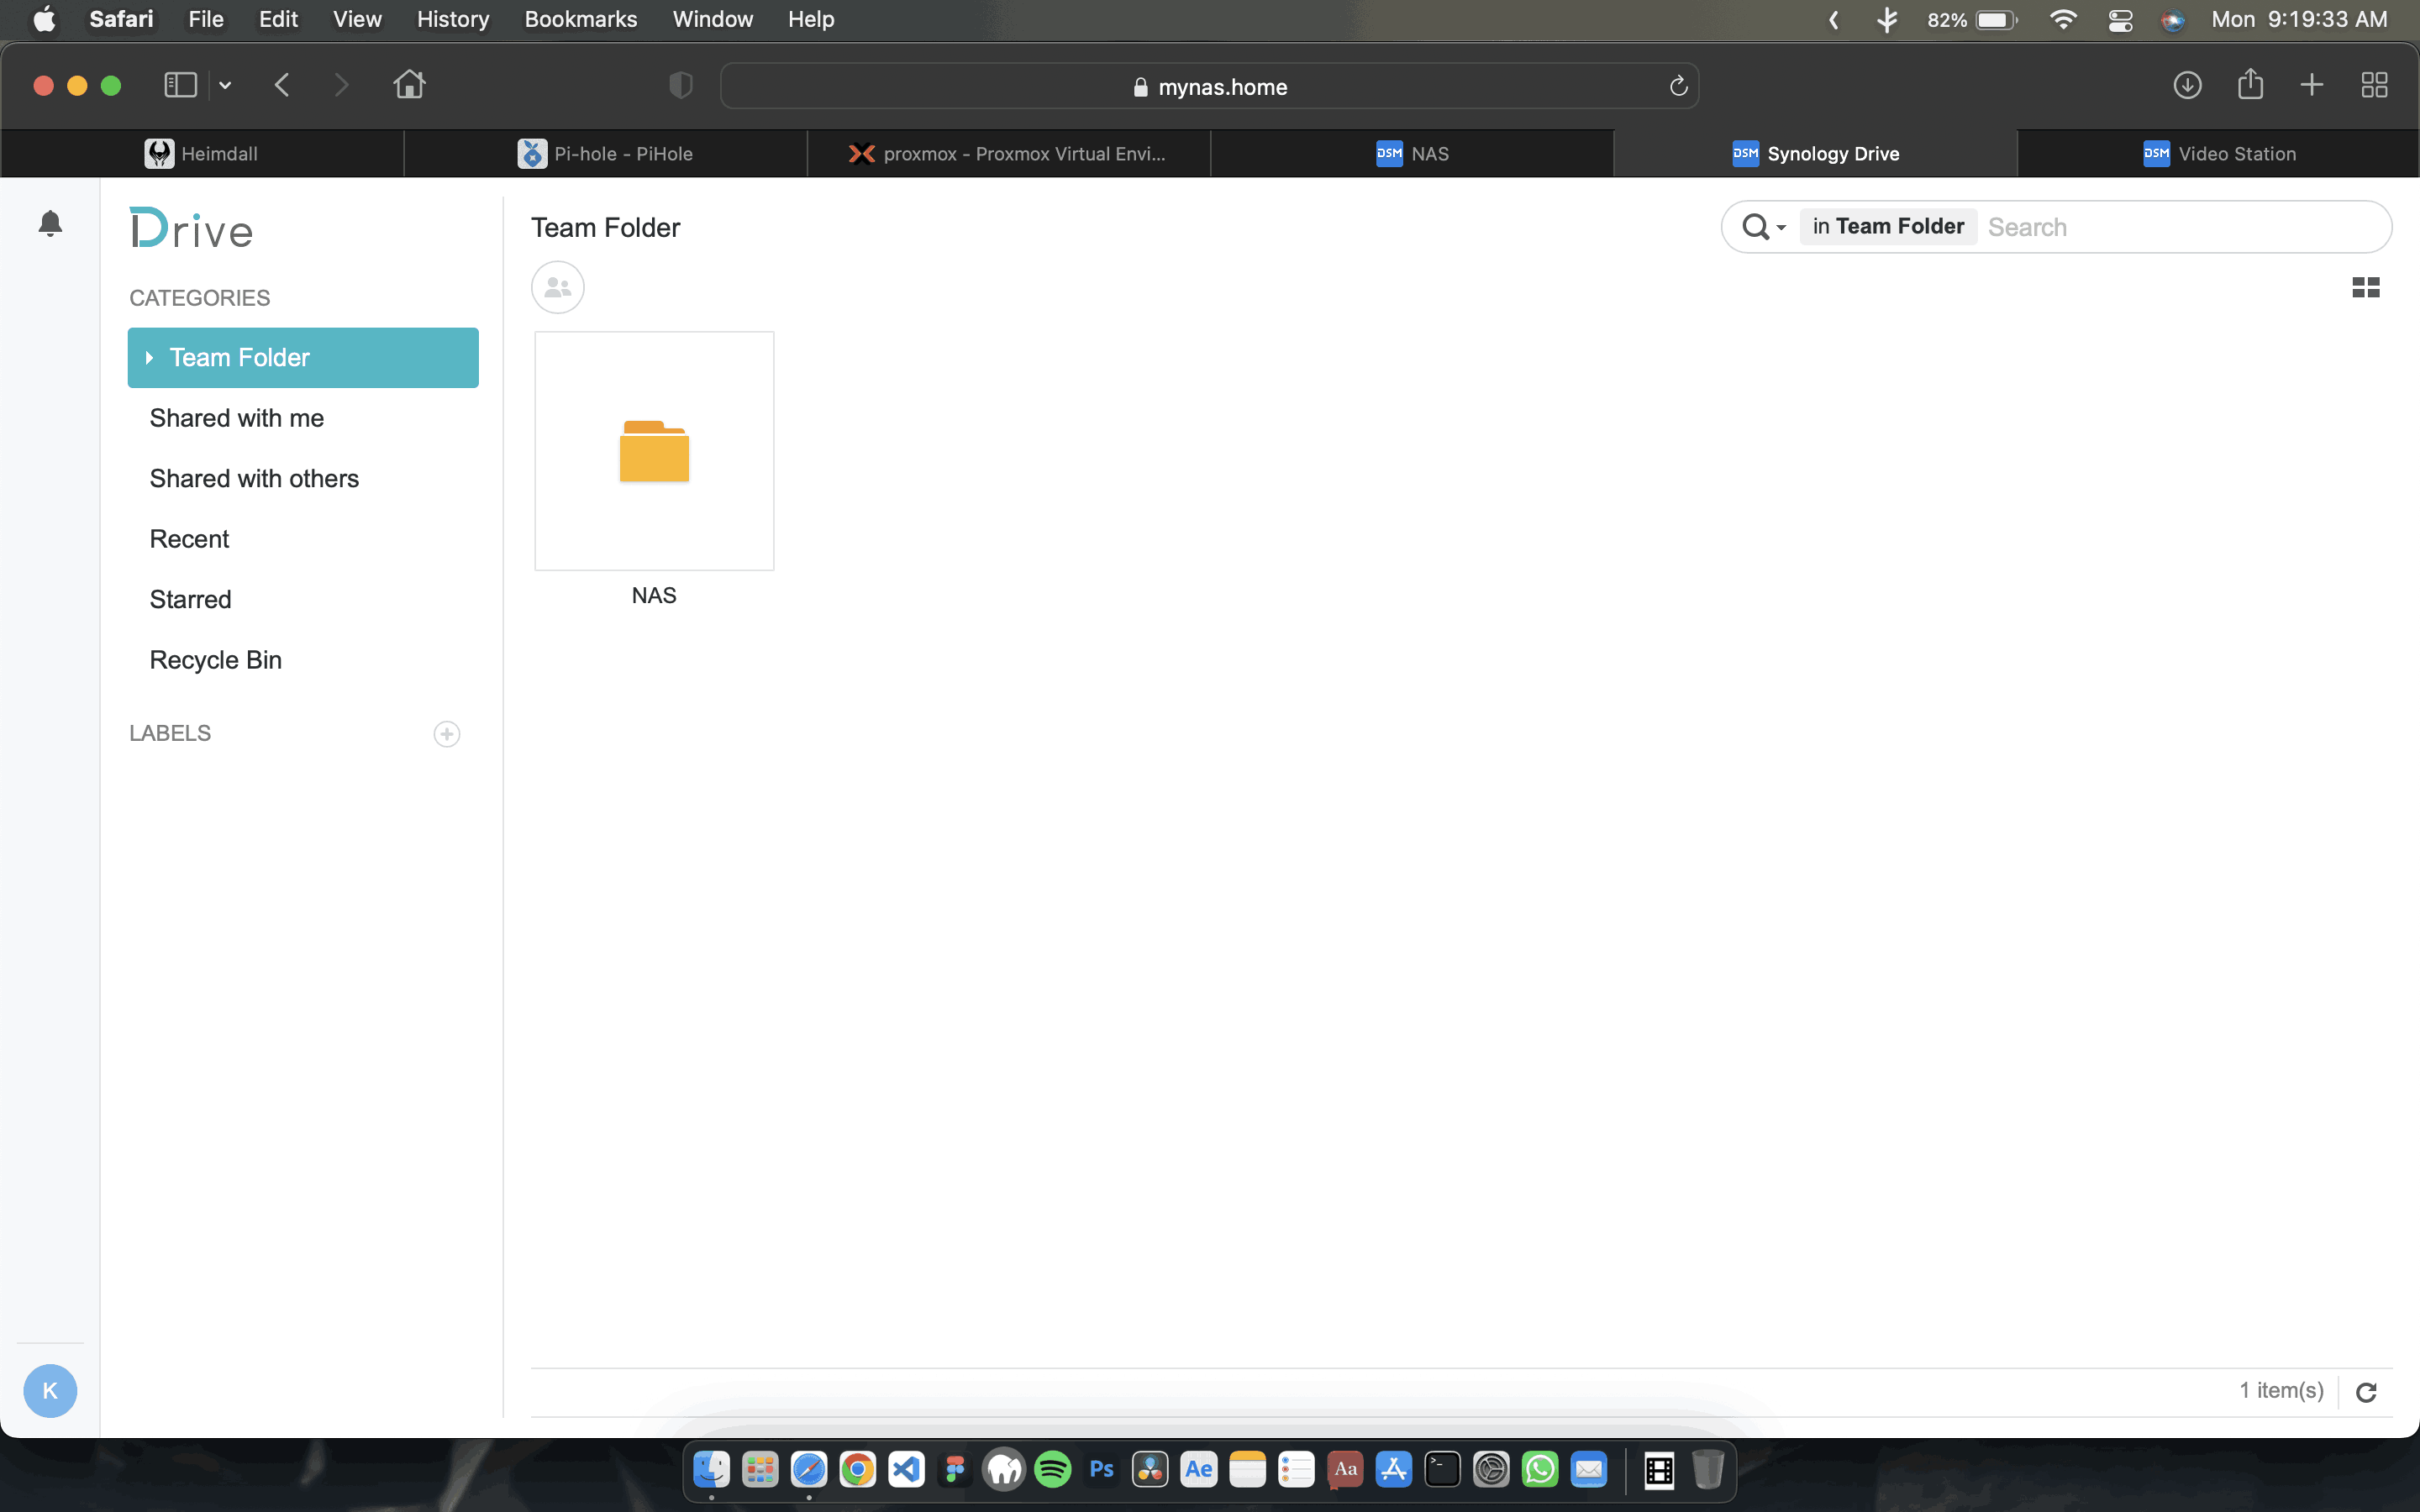 Safari File Edit View History Bookmarks Window Help 82% Mon 9:19:33 AM
mynas.home
Heimdall Pi-hole - PiHole proxmox - Proxmox Virtual Envi... DSM NAS DSM Synology Drive DSM Video Station
Drive
Team Folder
in Team Folder Search
CATEGORIES
Team Folder
Shared with me
Shared with others
Recent
Starred
Recycle Bin
LABELS
NAS
1 item(s)
K
Ps Ae Aa